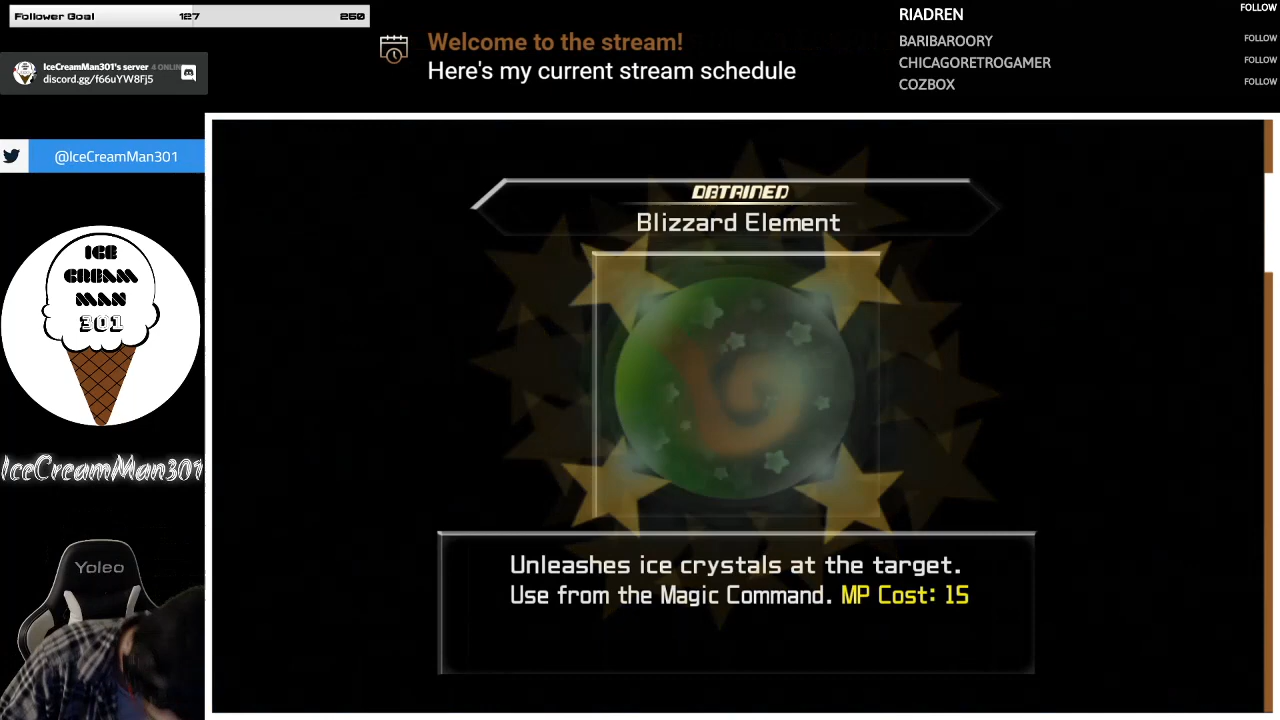 Follower Goal 127 250
IceCreamMan301's server 4 ONLIN
discord.gg/f66uYW8Fj5
@IceCreamMan301
ICE
CREAM
MAN
301
IceCreamMan301
Yoleo
Welcome to the stream!
Here's my current stream schedule
RIADREN FOLLOW
BARIBAROORY FOLLOW
CHICAGORETROGAMER FOLLOW
COZBOX FOLLOW
OBTAINED
Blizzard Element
Unleashes ice crystals at the target.
Use from the Magic Command. MP Cost: 15